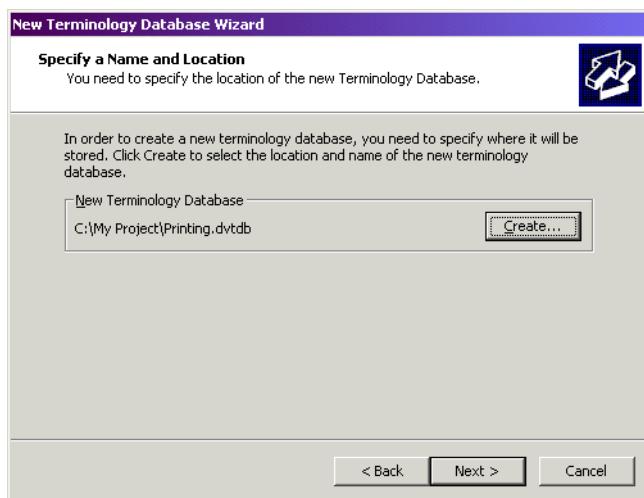 New Terminology Database Wizard
Specify a Name and Location
You need to specify the location of the new Terminology Database.
In order to create a new terminology database, you need to specify where it will be
stored. Click Create to select the location and name of the new terminology
database.
New Terminology Database
C:\My Project\Printing.dvtdb
Create...
< Back
Next >
Cancel